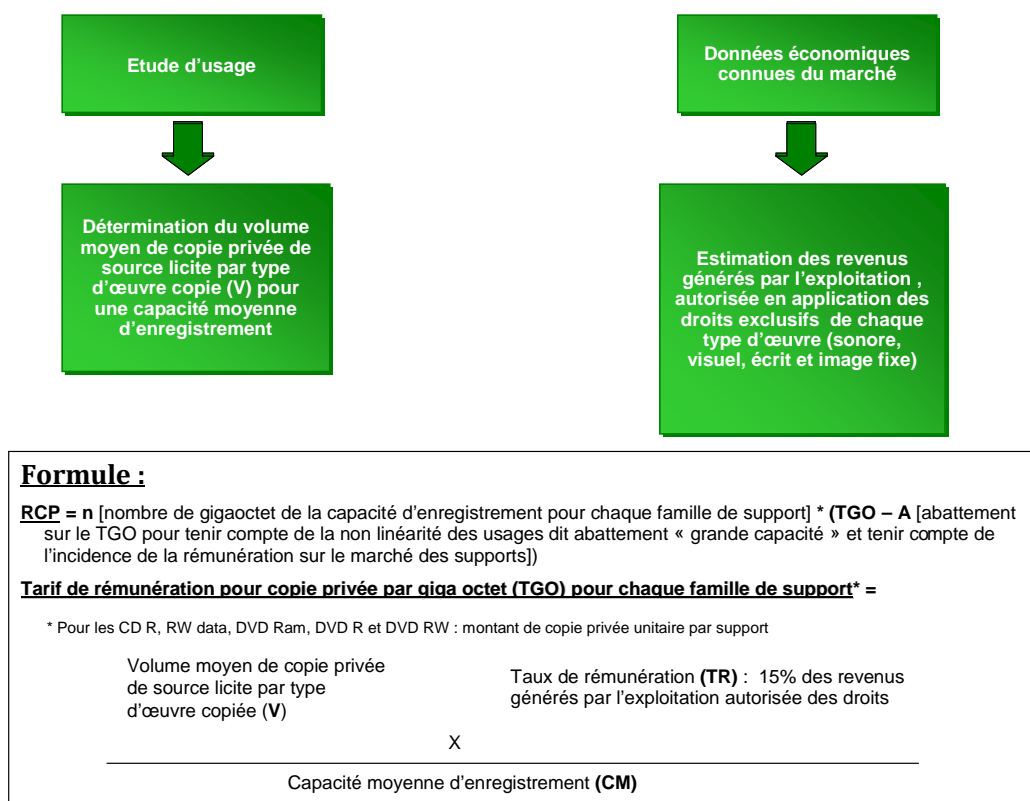 Etude d'usage
Données économiques
connues du marché
Détermination du volume
moyen de copie privée de
source licite par type
d'œuvre copie (V) pour
une capacité moyenne
d'enregistrement
Estimation des revenus
générés par l'exploitation ,
autorisée en application des
droits exclusifs de chaque
type d'œuvre (sonore,
visuel, écrit et image fixe)
Formule :
RCP = n [nombre de gigaoctet de la capacité d'enregistrement pour chaque famille de support] * (TGO – A [abattement
sur le TGO pour tenir compte de la non linéarité des usages dit abattement « grande capacité » et tenir compte de
l'incidence de la rémunération sur le marché des supports])
Tarif de rémunération pour copie privée par giga octet (TGO) pour chaque famille de support* =
* Pour les CD R, RW data, DVD Ram, DVD R et DVD RW : montant de copie privée unitaire par support
Volume moyen de copie privée
de source licite par type
d'œuvre copiée (V)
Taux de rémunération (TR) : 15% des revenus
générés par l'exploitation autorisée des droits
X
Capacité moyenne d'enregistrement (CM)